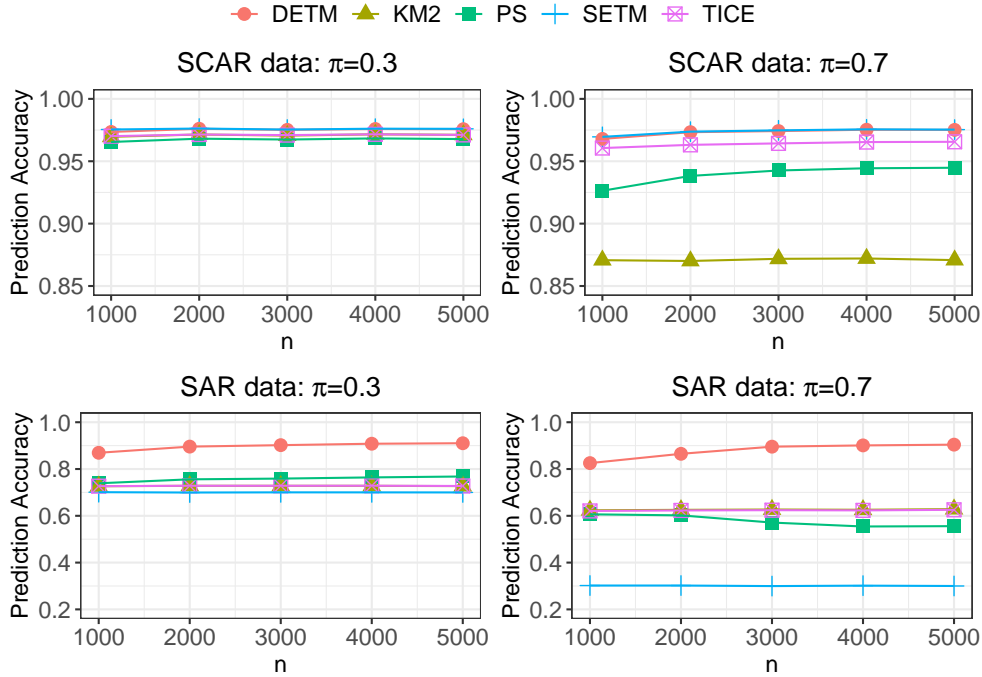 DETM KM2 PS SETM TICE
SCAR data: π=0.3
SCAR data: π=0.7
Prediction Accuracy
1.00
0.95
0.90
0.85
1000 2000 3000 4000 5000
n
Prediction Accuracy
1.00
0.95
0.90
0.85
1000 2000 3000 4000 5000
n
SAR data: π=0.3
SAR data: π=0.7
Prediction Accuracy
1.0
0.8
0.6
0.4
0.2
1000 2000 3000 4000 5000
n
Prediction Accuracy
1.0
0.8
0.6
0.4
0.2
1000 2000 3000 4000 5000
n